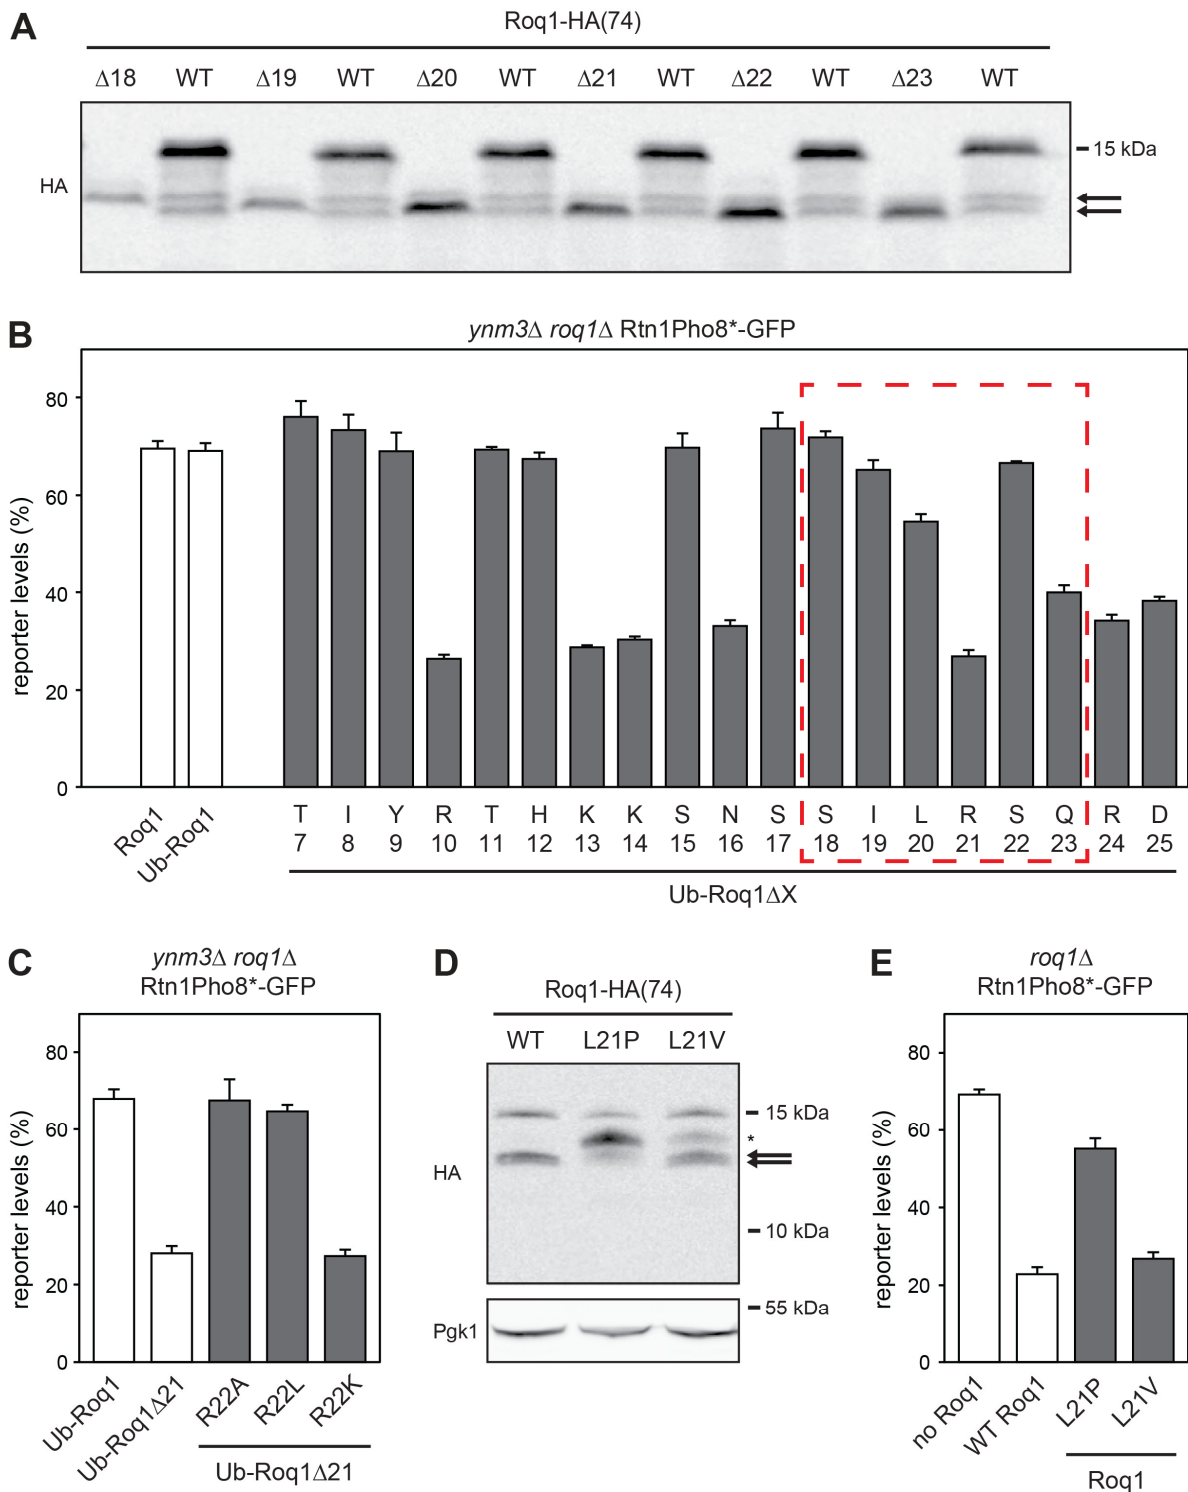 A
Roq1-HA(74)
Δ18 WT Δ19 WT Δ20 WT Δ21 WT Δ22 WT Δ23 WT
15 kDa
HA
B
ynm3Δ roq1Δ Rtn1Pho8*-GFP
reporter levels (%)
80
60
40
20
0
Roq1
Ub-Roq1
T I Y R T H K K S N S S I L R S Q R D
7 8 9 10 11 12 13 14 15 16 17 18 19 20 21 22 23 24 25
Ub-Roq1ΔX
C
ynm3Δ roq1Δ
Rtn1Pho8*-GFP
reporter levels (%)
80
60
40
20
0
Ub-Roq1
Ub-Roq1Δ21
R22A
R22L
R22K
Ub-Roq1Δ21
D
Roq1-HA(74)
WT L21P L21V
15 kDa
*
HA
10 kDa
55 kDa
Pgk1
E
roq1Δ
Rtn1Pho8*-GFP
reporter levels (%)
80
60
40
20
0
no Roq1
WT Roq1
L21P
L21V
Roq1